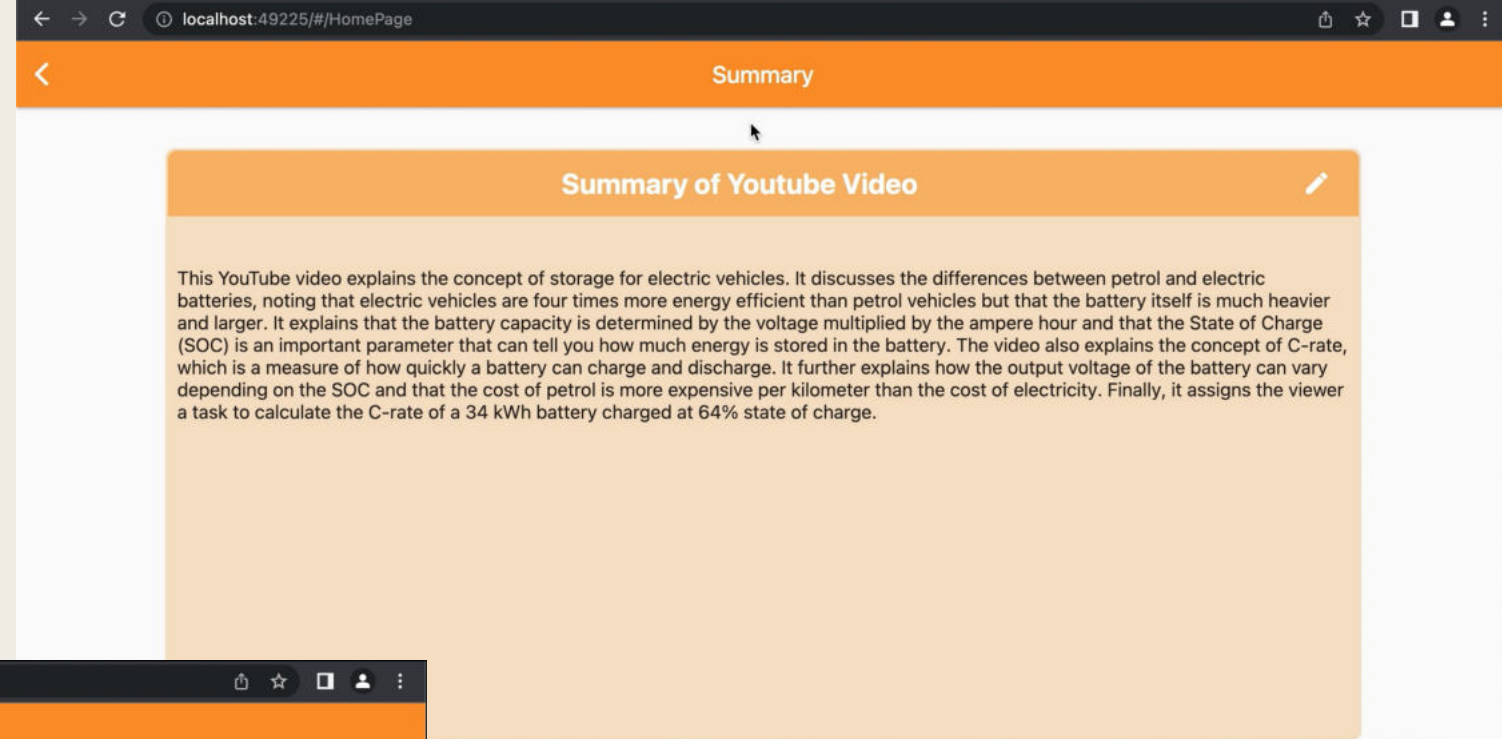 localhost:49225/#/HomePage
Summary
Summary of Youtube Video
This YouTube video explains the concept of storage for electric vehicles. It discusses the differences between petrol and electric
batteries, noting that electric vehicles are four times more energy efficient than petrol vehicles but that the battery itself is much heavier
and larger. It explains that the battery capacity is determined by the voltage multiplied by the ampere hour and that the State of Charge
(SOC) is an important parameter that can tell you how much energy is stored in the battery. The video also explains the concept of C-rate,
which is a measure of how quickly a battery can charge and discharge. It further explains how the output voltage of the battery can vary
depending on the SOC and that the cost of petrol is more expensive per kilometer than the cost of electricity. Finally, it assigns the viewer
a task to calculate the C-rate of a 34 kWh battery charged at 64% state of charge.